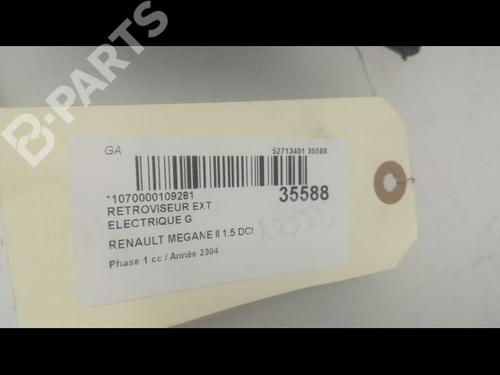 B-PARTS
GA
52713401 35588
*1070000109281
35588
RETROVISEUR EXT
ELECTRIQUE G
RENAULT MEGANE II 1.5 DCI
Phase 1 cc / Année 2004